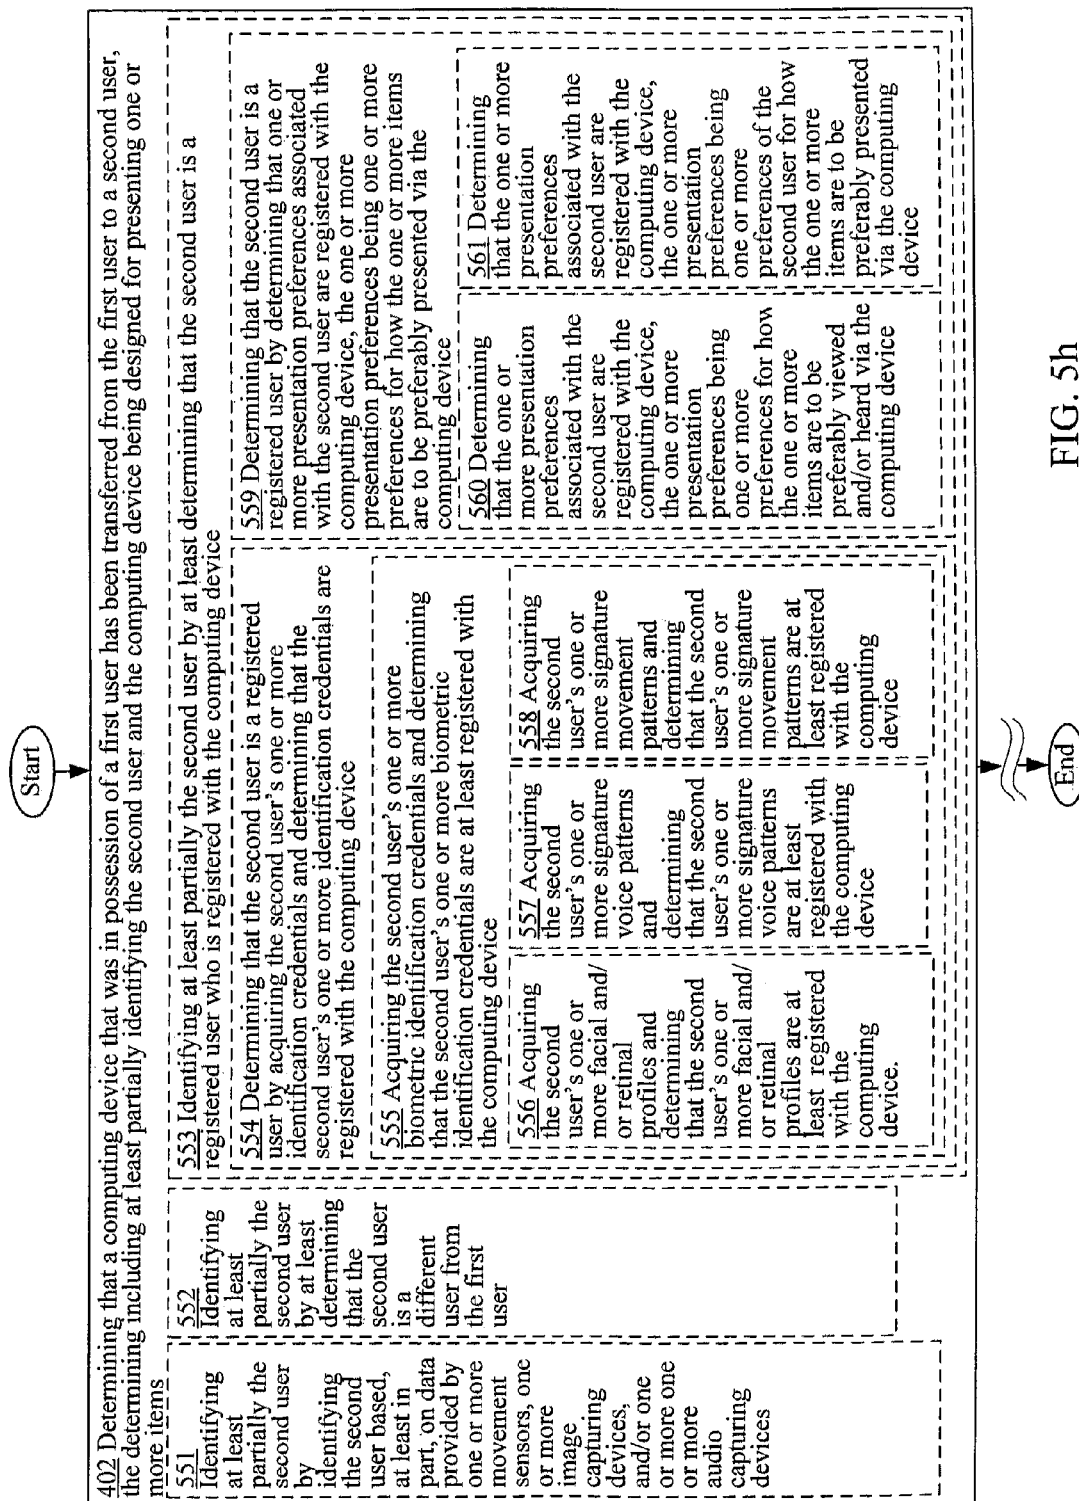 Start
402 Determining that a computing device that was in possession of a first user has been transferred from the first user to a second user,
the determining including at least partially identifying the second user and the computing device being designed for presenting one or
more items
551
Identifying
at least
partially the
second user
by
identifying
the second
user based,
at least in
part, on data
provided by
one or more
movement
sensors, one
or more
image
capturing
devices,
and/or one
or more one
or more
audio
capturing
devices
552
Identifying
at least
partially the
second user
by at least
determining
that the
second user
is a
different
user from
the first
user
553 Identifying at least partially the second user by at least determining that the second user is a
registered user who is registered with the computing device
554 Determining that the second user is a registered
user by acquiring the second user's one or more
identification credentials and determining that the
second user's one or more identification credentials are
registered with the computing device
555 Acquiring the second user's one or more
biometric identification credentials and determining
that the second user's one or more biometric
identification credentials are at least registered with
the computing device
556 Acquiring
the second
user's one or
more facial and/
or retinal
profiles and
determining
that the second
user's one or
more facial and/
or retinal
profiles are at
least registered
with the
computing
device.
557 Acquiring
the second
user's one or
more signature
voice patterns
and
determining
that the second
user's one or
more signature
voice patterns
are at least
registered with
the computing
device
558 Acquiring
the second
user's one or
more signature
movement
patterns and
determining
that the second
user's one or
more signature
movement
patterns are at
least registered
with the
computing
device
559 Determining that the second user is a
registered user by determining that one or
more presentation preferences associated
with the second user are registered with the
computing device, the one or more
presentation preferences being one or more
preferences for how the one or more items
are to be preferably presented via the
computing device
560 Determining
that the one or
more presentation
preferences
associated with the
second user are
registered with the
computing device,
the one or more
presentation
preferences being
one or more
preferences for how
the one or more
items are to be
preferably viewed
and/or heard via the
computing device
561 Determining
that the one or more
presentation
preferences
associated with the
second user are
registered with the
computing device,
the one or more
presentation
preferences being
one or more
preferences of the
second user for how
the one or more
items are to be
preferably presented
via the computing
device
End
FIG. 5h